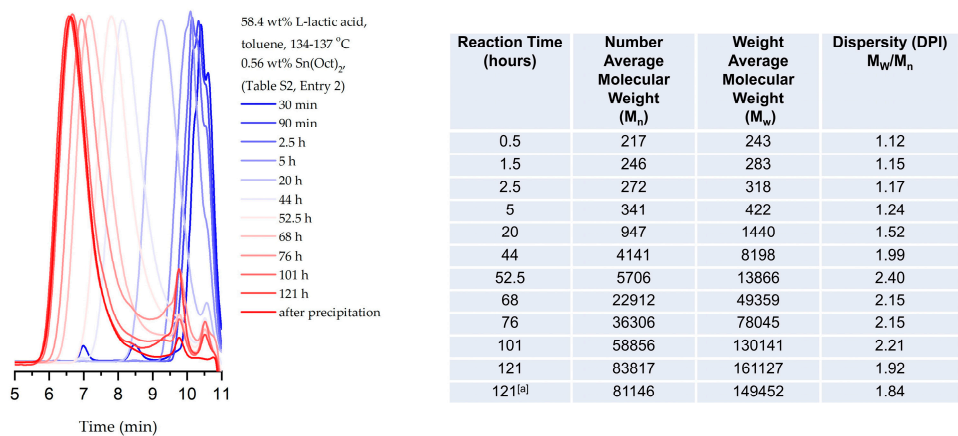 58.4 wt% L-lactic acid,
toluene, 134-137 °C
0.56 wt% Sn(Oct)₂,
(Table S2, Entry 2)
30 min
90 min
2.5 h
5 h
20 h
44 h
52.5 h
68 h
76 h
101 h
121 h
after precipitation
5 6 7 8 9 10 11
Time (min)
Reaction Time (hours) | Number Average Molecular Weight (Mₙ) | Weight Average Molecular Weight (M_w) | Dispersity (DPI) M_W/Mₙ
0.5 217 243 1.12
1.5 246 283 1.15
2.5 272 318 1.17
5 341 422 1.24
20 947 1440 1.52
44 4141 8198 1.99
52.5 5706 13866 2.40
68 22912 49359 2.15
76 36306 78045 2.15
101 58856 130141 2.21
121 83817 161127 1.92
121[a] 81146 149452 1.84